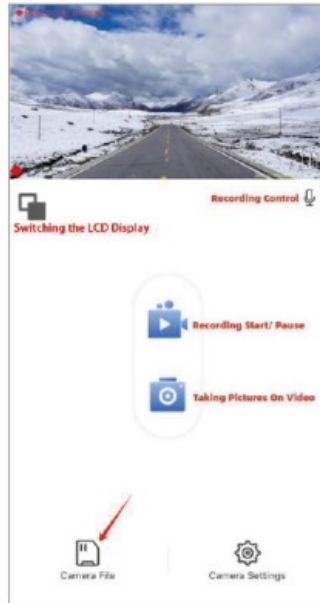 Recording Control
Switching the LCD Display
Recording Start/ Pause
Taking Pictures On Video
Camera File
Camera Settings